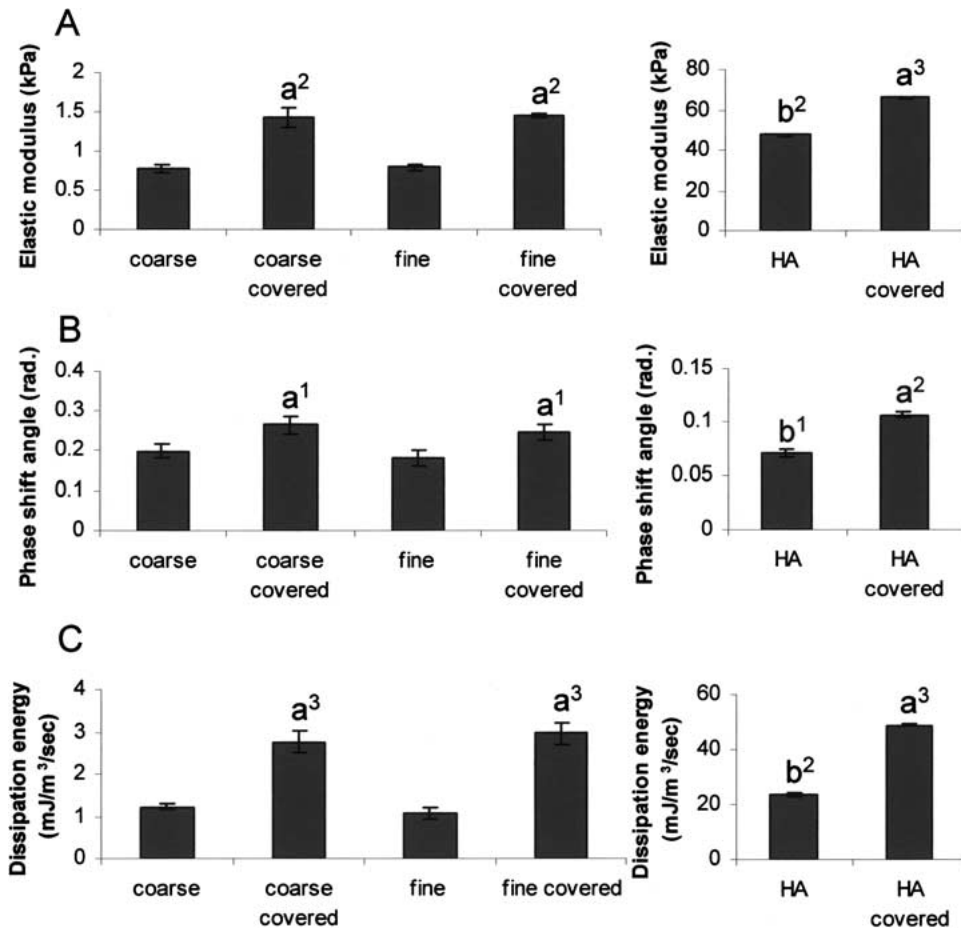 A
Elastic modulus (kPa)
2
1.5
1
0.5
0
a²
a²
coarse
coarse
covered
fine
fine
covered
Elastic modulus (kPa)
80
60
40
20
0
b²
a³
HA
HA
covered
B
Phase shift angle (rad.)
0.4
0.3
0.2
0.1
0
a¹
a¹
coarse
coarse
covered
fine
fine
covered
Phase shift angle (rad.)
0.15
0.1
0.05
0
b¹
a²
HA
HA
covered
C
Dissipation energy
(mJ/m³/sec)
4
3
2
1
0
a³
a³
coarse
coarse
covered
fine
fine covered
Dissipation energy
(mJ/m³/sec)
60
40
20
0
b²
a³
HA
HA
covered